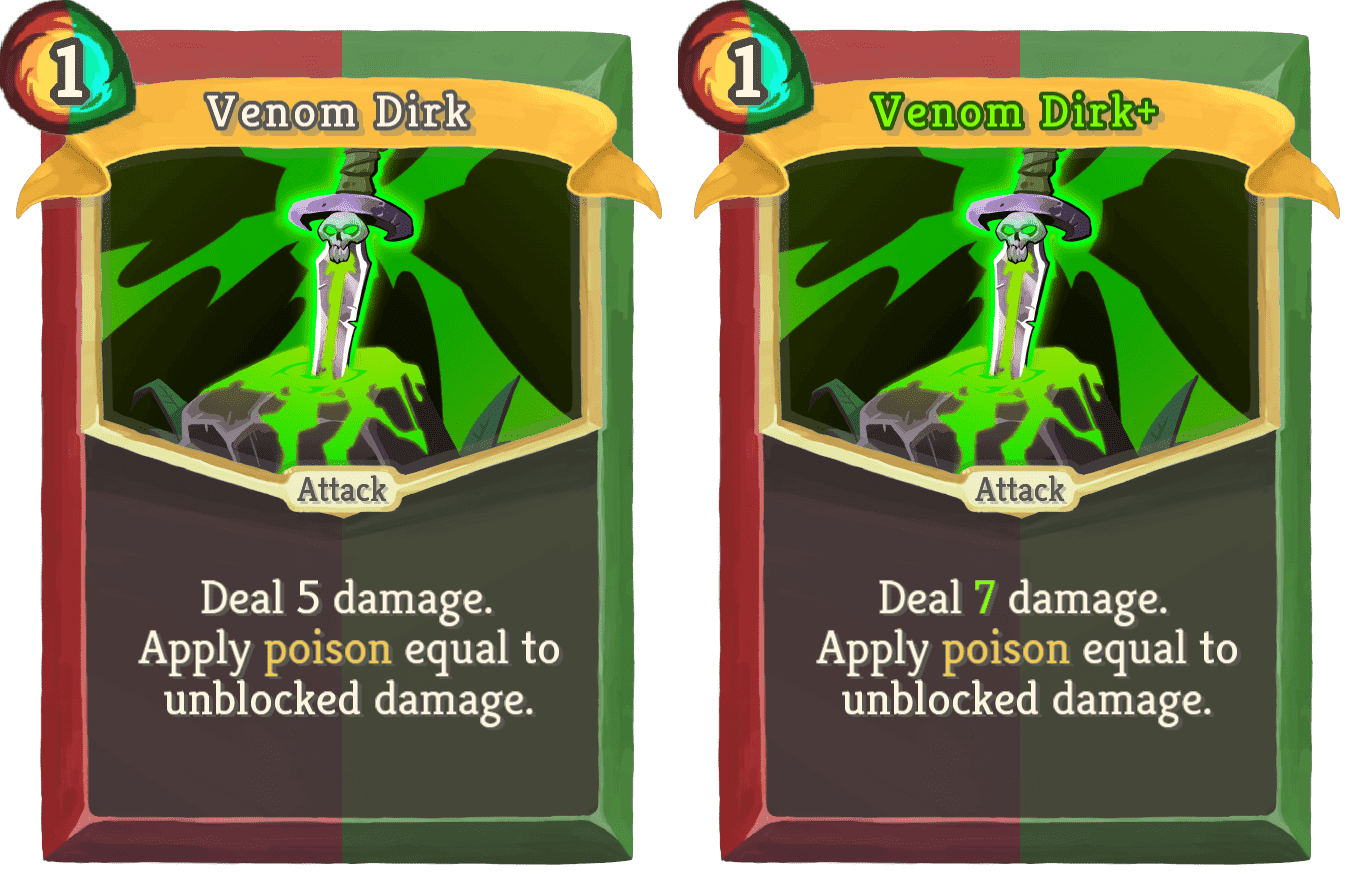 1
Venom Dirk
Attack
Deal 5 damage.
Apply poison equal to
unblocked damage.
1
Venom Dirk+
Attack
Deal 7 damage.
Apply poison equal to
unblocked damage.